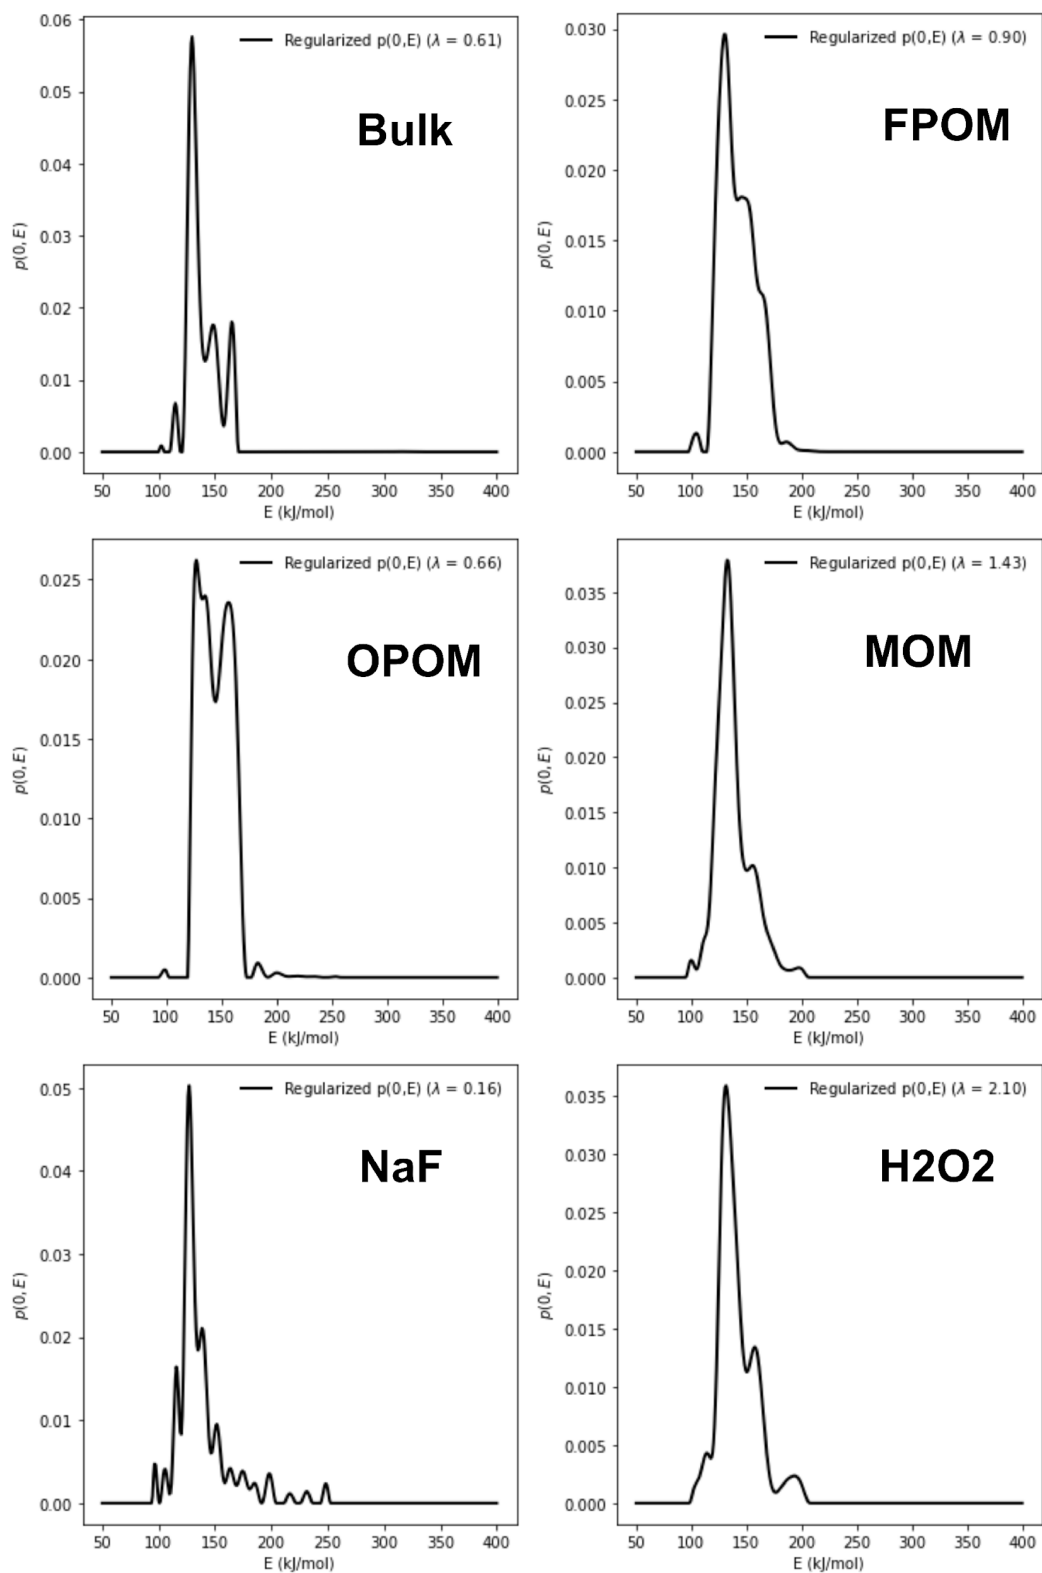 Regularized p(0,E) (λ = 0.61)
Bulk
p(0, E)
0.06
0.05
0.04
0.03
0.02
0.01
0.00
50 100 150 200 250 300 350 400
E (kJ/mol)
Regularized p(0,E) (λ = 0.90)
FPOM
p(0, E)
0.030
0.025
0.020
0.015
0.010
0.005
0.000
50 100 150 200 250 300 350 400
E (kJ/mol)
Regularized p(0,E) (λ = 0.66)
OPOM
p(0, E)
0.025
0.020
0.015
0.010
0.005
0.000
50 100 150 200 250 300 350 400
E (kJ/mol)
Regularized p(0,E) (λ = 1.43)
MOM
p(0, E)
0.035
0.030
0.025
0.020
0.015
0.010
0.005
0.000
50 100 150 200 250 300 350 400
E (kJ/mol)
Regularized p(0,E) (λ = 0.16)
NaF
p(0, E)
0.05
0.04
0.03
0.02
0.01
0.00
50 100 150 200 250 300 350 400
E (kJ/mol)
Regularized p(0,E) (λ = 2.10)
H2O2
p(0, E)
0.035
0.030
0.025
0.020
0.015
0.010
0.005
0.000
50 100 150 200 250 300 350 400
E (kJ/mol)